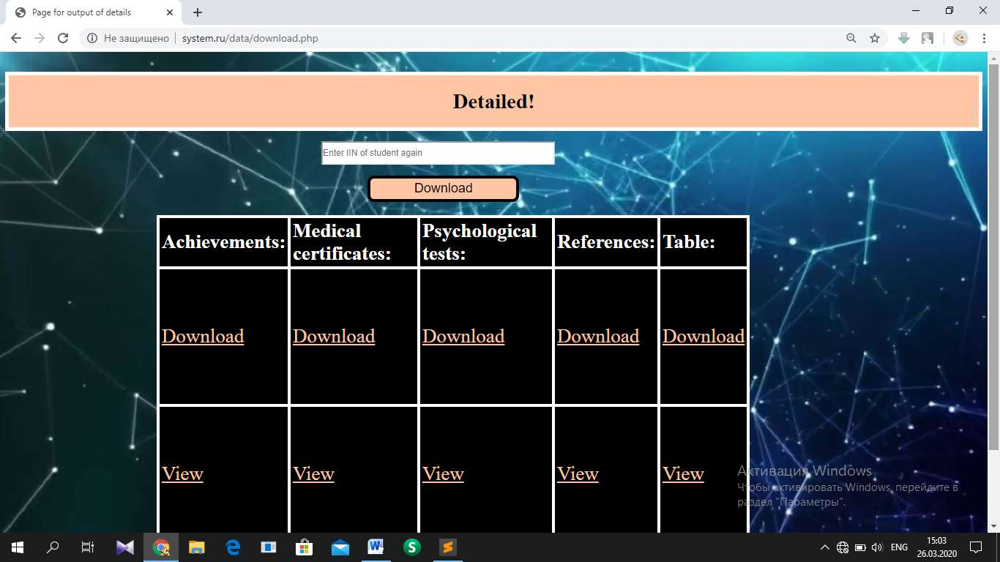 Page for output of details
Не защищено
system.ru/data/download.php
Detailed!
Enter IIN of student again
Download
Achievements:
Medical
certificates:
Psychological
tests:
References:
Table:
Download
Download
Download
Download
Download
View
View
View
View
View
Активация Windows
Чтобы активировать Windows, перейдите в
раздел "Параметры".
W
S
ENG
15:03
26.03.2020